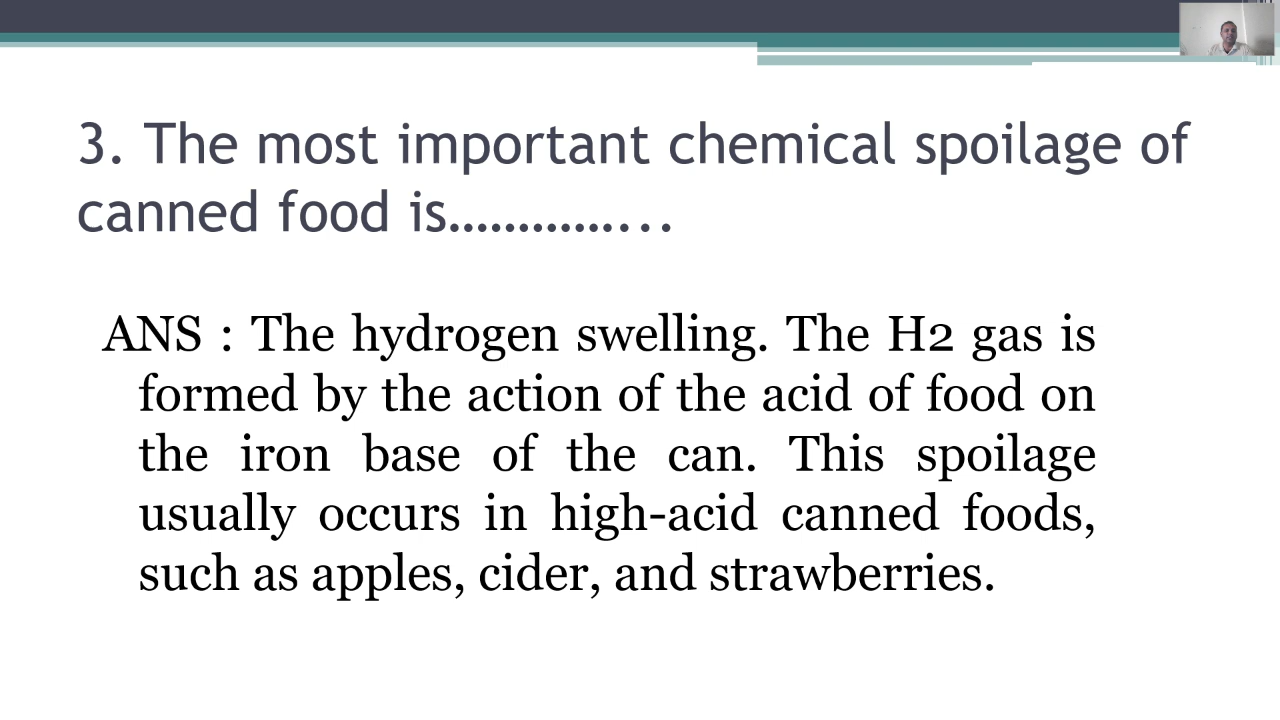 3. The most important chemical spoilage of
canned food is................
ANS : The hydrogen swelling. The H2 gas is
formed by the action of the acid of food on
the iron base of the can. This spoilage
usually occurs in high-acid canned foods,
such as apples, cider, and strawberries.